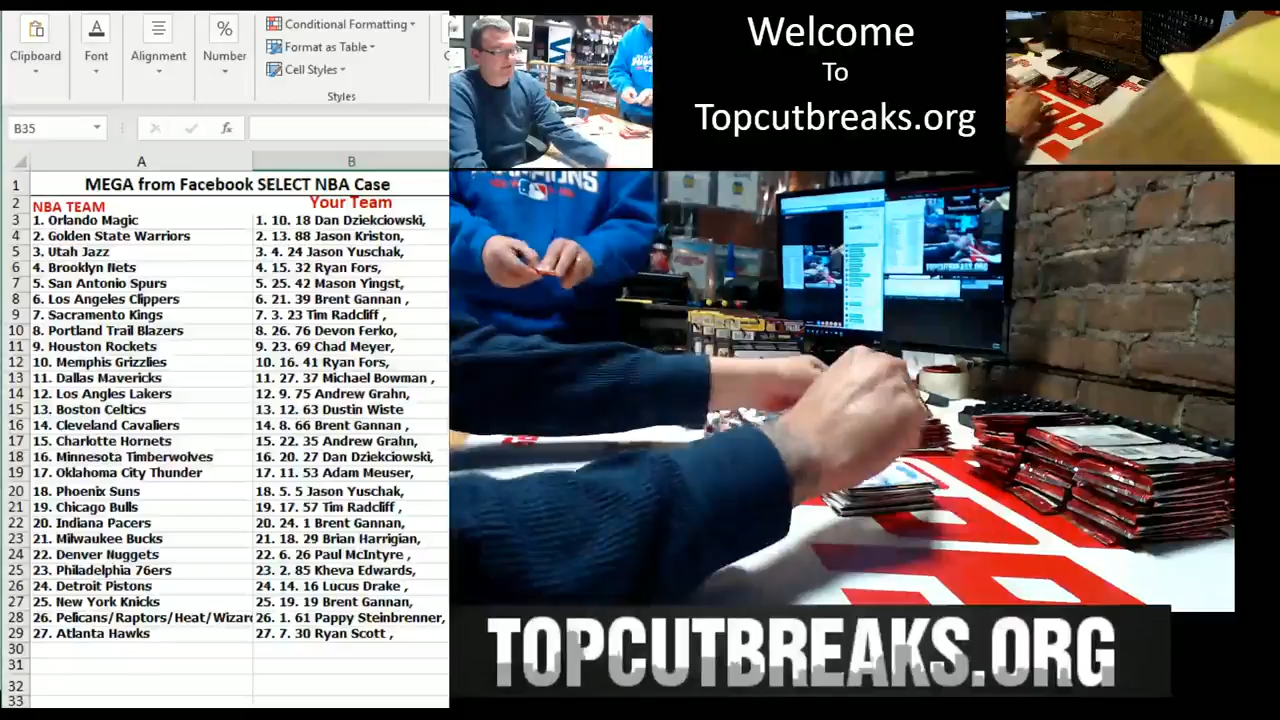 Clipboard
Font
Alignment
Number
Conditional Formatting
Format as Table
Cell Styles
Styles
B35
fx
A B
1 MEGA from Facebook SELECT NBA Case
2 NBA TEAM Your Team
3 1. Orlando Magic 1. 10. 18 Dan Dziekciowski,
4 2. Golden State Warriors 2. 13. 88 Jason Kriston,
5 3. Utah Jazz 3. 4. 24 Jason Yuschak,
6 4. Brooklyn Nets 4. 15. 32 Ryan Fors,
7 5. San Antonio Spurs 5. 25. 42 Mason Yingst,
8 6. Los Angeles Clippers 6. 21. 39 Brent Gannan ,
9 7. Sacramento Kings 7. 3. 23 Tim Radcliff ,
10 8. Portland Trail Blazers 8. 26. 76 Devon Ferko,
11 9. Houston Rockets 9. 23. 69 Chad Meyer,
12 10. Memphis Grizzlies 10. 16. 41 Ryan Fors,
13 11. Dallas Mavericks 11. 27. 37 Michael Bowman ,
14 12. Los Angles Lakers 12. 9. 75 Andrew Grahn,
15 13. Boston Celtics 13. 12. 63 Dustin Wiste
16 14. Cleveland Cavaliers 14. 8. 66 Brent Gannan ,
17 15. Charlotte Hornets 15. 22. 35 Andrew Grahn,
18 16. Minnesota Timberwolves 16. 20. 27 Dan Dziekciowski,
19 17. Oklahoma City Thunder 17. 11. 53 Adam Meuser,
20 18. Phoenix Suns 18. 5. 5 Jason Yuschak,
21 19. Chicago Bulls 19. 17. 57 Tim Radcliff ,
22 20. Indiana Pacers 20. 24. 1 Brent Gannan,
23 21. Milwaukee Bucks 21. 18. 29 Brian Harrigian,
24 22. Denver Nuggets 22. 6. 26 Paul McIntyre ,
25 23. Philadelphia 76ers 23. 2. 85 Kheva Edwards,
26 24. Detroit Pistons 24. 14. 16 Lucus Drake ,
27 25. New York Knicks 25. 19. 19 Brent Gannan,
28 26. Pelicans/Raptors/Heat/Wizar 26. 1. 61 Pappy Steinbrenner,
29 27. Atlanta Hawks 27. 7. 30 Ryan Scott ,
30
31
32
33
Welcome
To
Topcutbreaks.org
CHAMPIONS
W
TOPCUTBREAKS.ORG